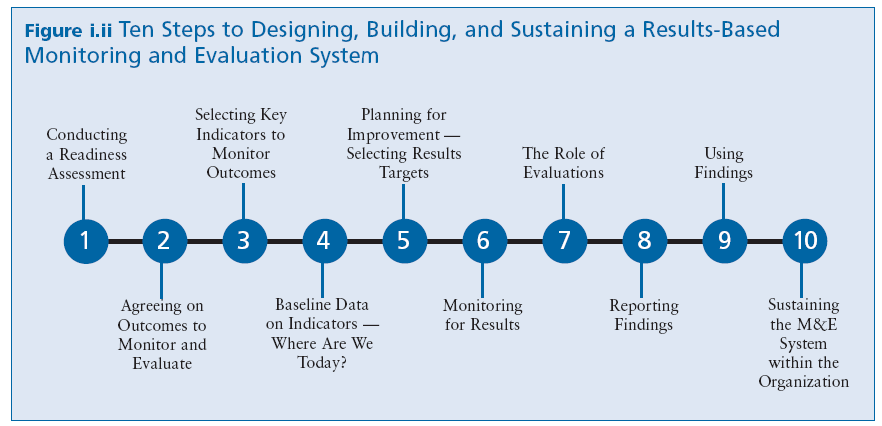 Figure i.ii Ten Steps to Designing, Building, and Sustaining a Results-Based
Monitoring and Evaluation System
Conducting
a Readiness
Assessment
Selecting Key
Indicators to
Monitor
Outcomes
Planning for
Improvement —
Selecting Results
Targets
The Role of
Evaluations
Using
Findings
1 2 3 4 5 6 7 8 9 10
Agreeing on
Outcomes to
Monitor and
Evaluate
Baseline Data
on Indicators —
Where Are We
Today?
Monitoring
for Results
Reporting
Findings
Sustaining
the M&E
System
within the
Organization